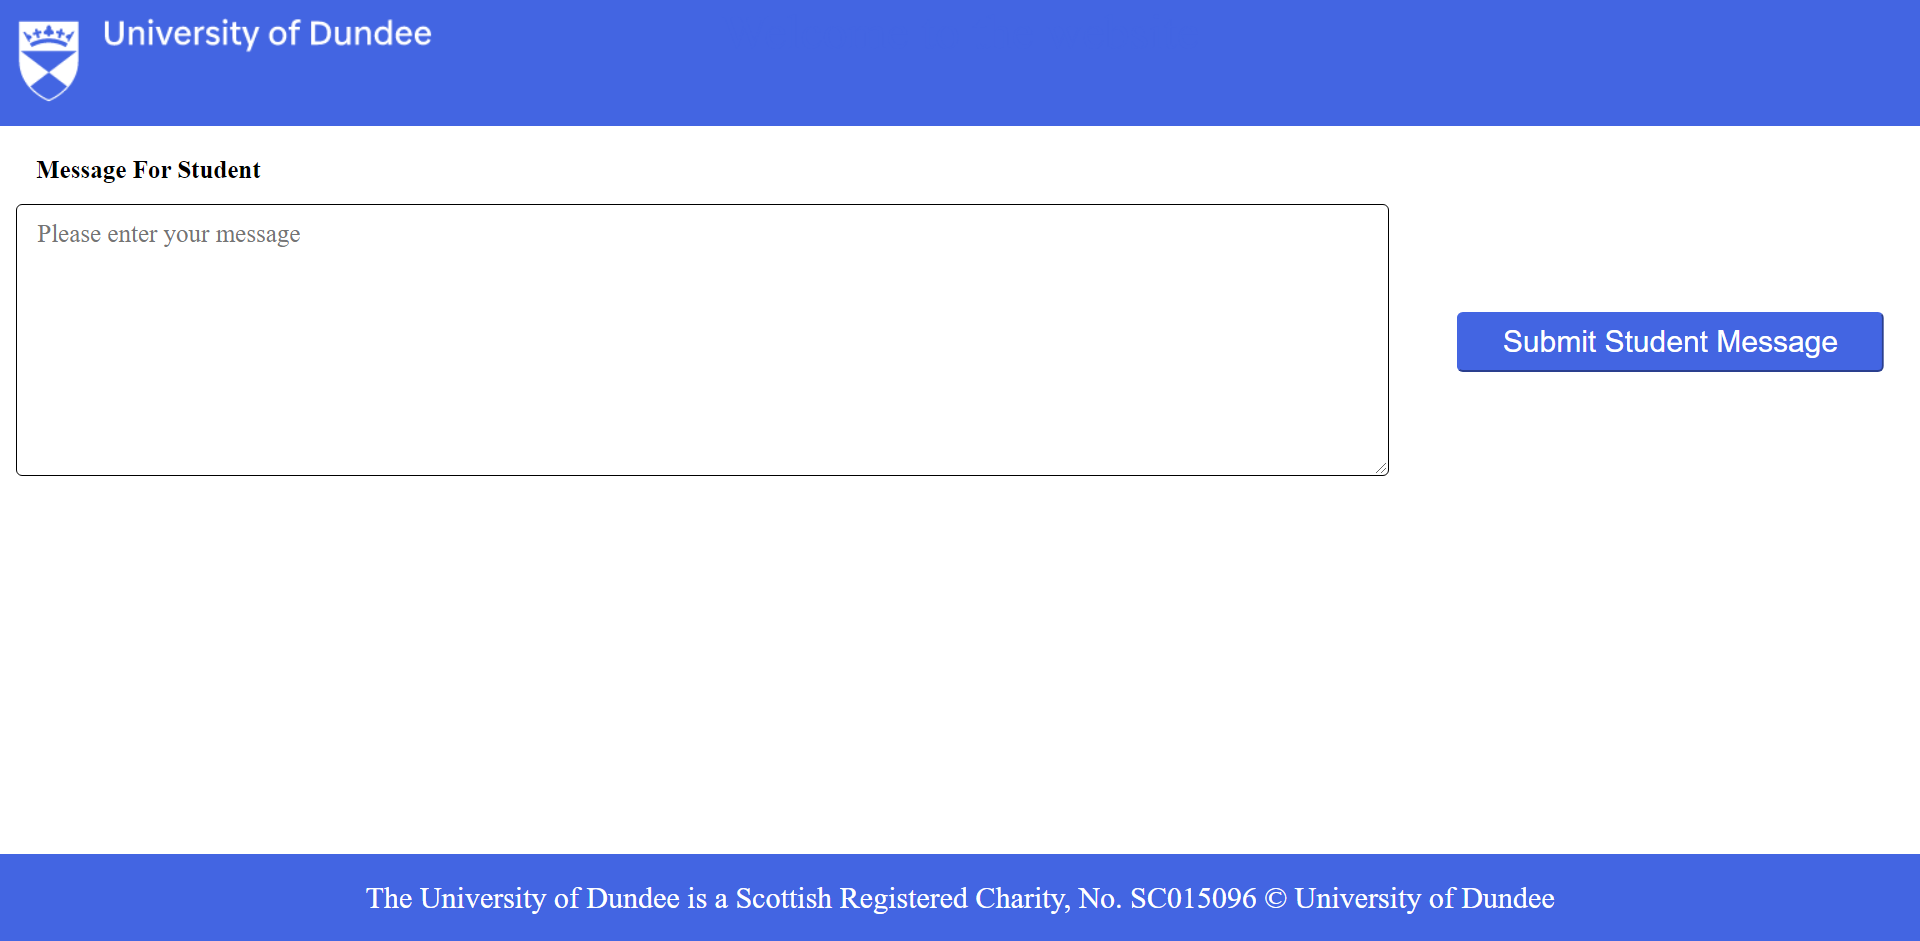 University of Dundee
Message For Student
Please enter your message
Submit Student Message
The University of Dundee is a Scottish Registered Charity, No. SC015096 © University of Dundee